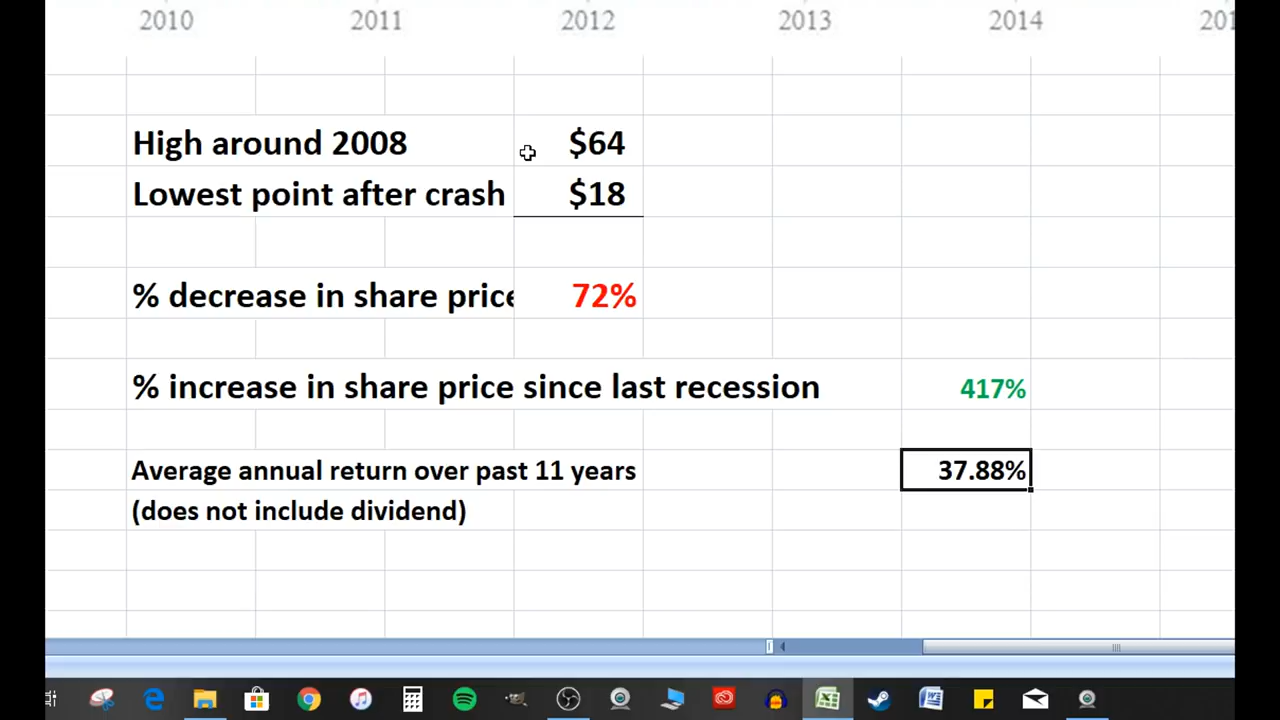 2010 2011 2012 2013 2014 201
High around 2008 $64
Lowest point after crash $18
% decrease in share price 72%
% increase in share price since last recession 417%
Average annual return over past 11 years 37.88%
(does not include dividend)